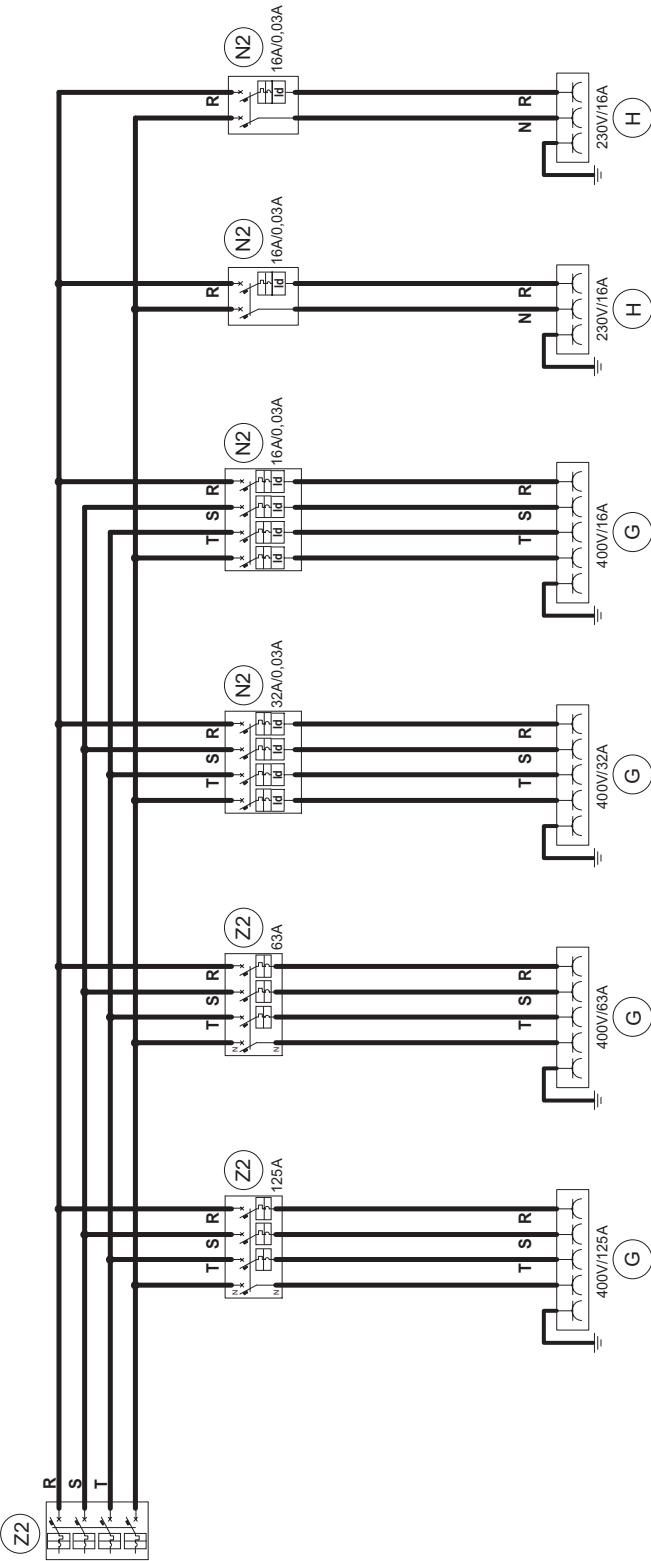 Z2
R
S
T
T S R
T S R
T S R
T S R
R
R
Z2
Z2
N2
N2
N2
N2
N
N
N
N
Id Id Id Id
Id Id Id Id
Id
Id
125A
63A
32A/0,03A
16A/0,03A
16A/0,03A
16A/0,03A
T S R
T S R
T S R
T S R
N R
N R
400V/125A
400V/63A
400V/32A
400V/16A
230V/16A
230V/16A
G
G
G
G
H
H